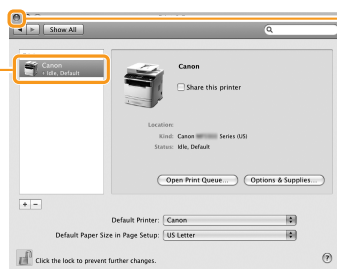 Show All
Canon
• Idle, Default
Canon
Share this printer
Location:
Kind: Canon Series (US)
Status: Idle, Default
Open Print Queue... Options & Supplies...
+ −
Default Printer: Canon
Default Paper Size in Page Setup: US Letter
Click the lock to prevent further changes.
?